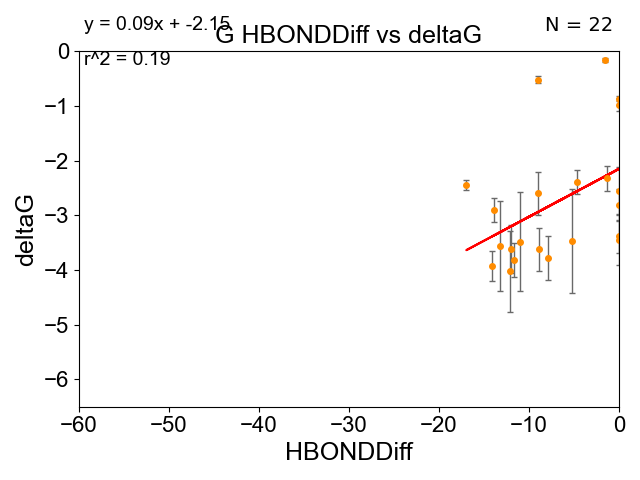 y = 0.09x + -2.15
N = 22
G HBONDDiff vs deltaG
r^2 = 0.19
0
−1
−2
−3
−4
−5
−6
deltaG
−60 −50 −40 −30 −20 −10 0
HBONDDiff